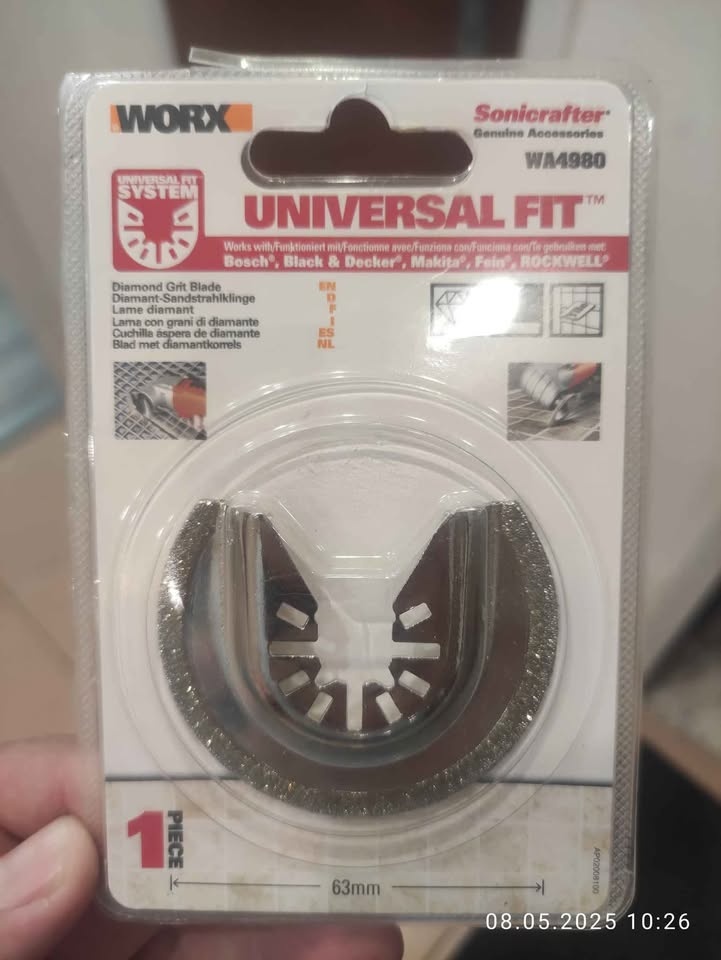 WORX
Sonicrafter®
Genuine Accessories
WA4980
UNIVERSAL FIT
SYSTEM
UNIVERSAL FIT™
Works with/Funktioniert mit/Fonctionne avec/Funziona con/Funciona con/Te gebruiken met:
Bosch®, Black & Decker®, Makita®, Fein®, ROCKWELL®
Diamond Grit Blade EN
Diamant-Sandstrahlklinge D
Lame diamant F
Lama con grani di diamante I
Cuchilla áspera de diamante ES
Blad met diamantkorrels NL
1 PIECE
63mm
AP02008100
08.05.2025 10:26